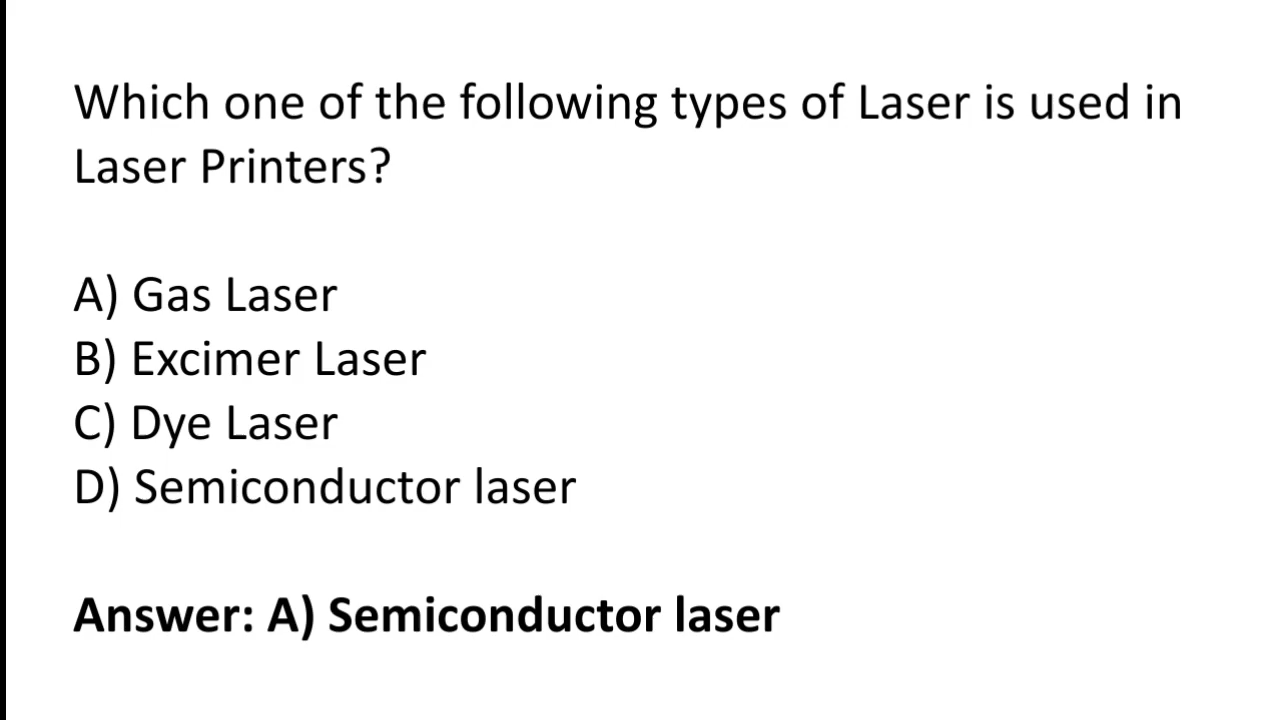 Which one of the following types of Laser is used in
Laser Printers?
A) Gas Laser
B) Excimer Laser
C) Dye Laser
D) Semiconductor laser
Answer: A) Semiconductor laser